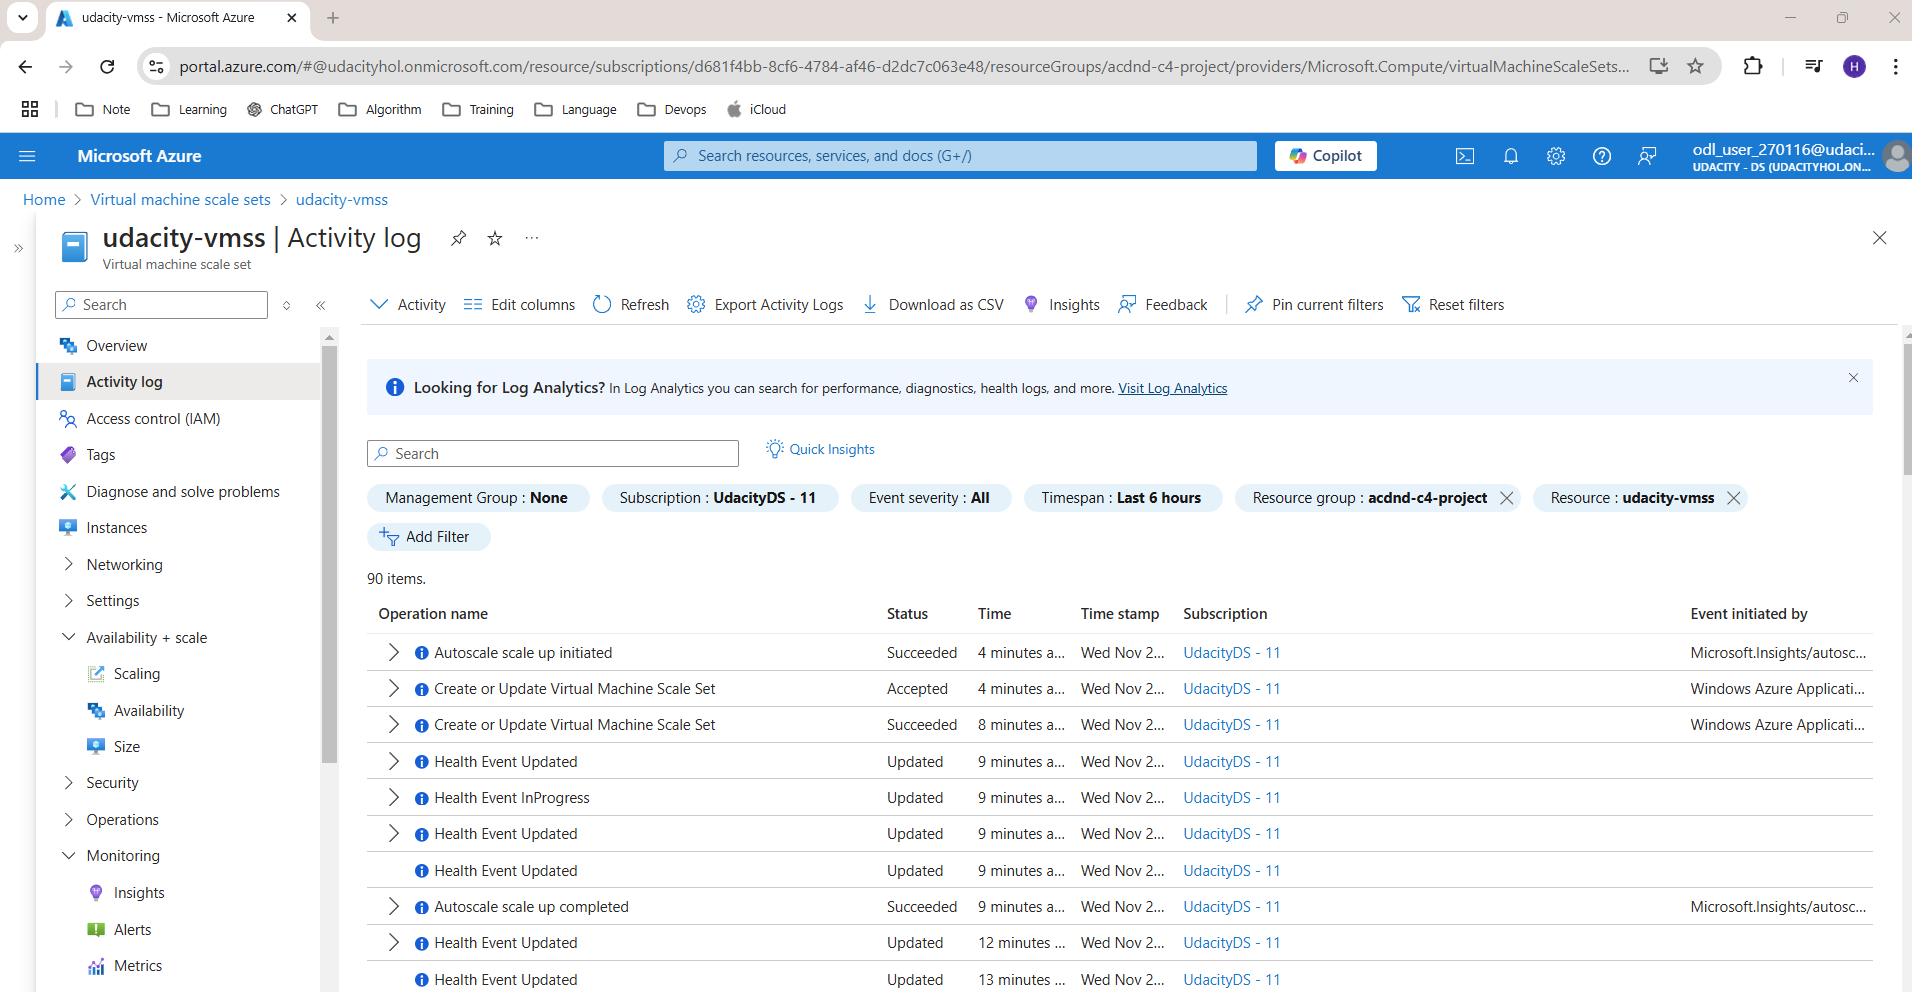 udacity-vmss - Microsoft Azure
portal.azure.com/#@udacityhol.onmicrosoft.com/resource/subscriptions/d681f4bb-8cf6-4784-af46-d2dc7c063e48/resourceGroups/acdnd-c4-project/providers/Microsoft.Compute/virtualMachineScaleSets...
H
Note Learning ChatGPT Algorithm Training Language Devops iCloud
Microsoft Azure
Search resources, services, and docs (G+/)
Copilot
odl_user_270116@udaci...
UDACITY - DS (UDACITYHOL.ON...
Home > Virtual machine scale sets > udacity-vmss
udacity-vmss | Activity log
Virtual machine scale set
Search
Activity Edit columns Refresh Export Activity Logs Download as CSV Insights Feedback Pin current filters Reset filters
Overview
Activity log
Access control (IAM)
Tags
Diagnose and solve problems
Instances
Networking
Settings
Availability + scale
Scaling
Availability
Size
Security
Operations
Monitoring
Insights
Alerts
Metrics
Looking for Log Analytics? In Log Analytics you can search for performance, diagnostics, health logs, and more. Visit Log Analytics
Search
Quick Insights
Management Group : None Subscription : UdacityDS - 11 Event severity : All Timespan : Last 6 hours Resource group : acdnd-c4-project Resource : udacity-vmss
Add Filter
90 items.
Operation name Status Time Time stamp Subscription Event initiated by
Autoscale scale up initiated Succeeded 4 minutes a... Wed Nov 2... UdacityDS - 11 Microsoft.Insights/autosc...
Create or Update Virtual Machine Scale Set Accepted 4 minutes a... Wed Nov 2... UdacityDS - 11 Windows Azure Applicati...
Create or Update Virtual Machine Scale Set Succeeded 8 minutes a... Wed Nov 2... UdacityDS - 11 Windows Azure Applicati...
Health Event Updated Updated 9 minutes a... Wed Nov 2... UdacityDS - 11
Health Event InProgress Updated 9 minutes a... Wed Nov 2... UdacityDS - 11
Health Event Updated Updated 9 minutes a... Wed Nov 2... UdacityDS - 11
Health Event Updated Updated 9 minutes a... Wed Nov 2... UdacityDS - 11
Autoscale scale up completed Succeeded 9 minutes a... Wed Nov 2... UdacityDS - 11 Microsoft.Insights/autosc...
Health Event Updated Updated 12 minutes ... Wed Nov 2... UdacityDS - 11
Health Event Updated Updated 13 minutes ... Wed Nov 2... UdacityDS - 11